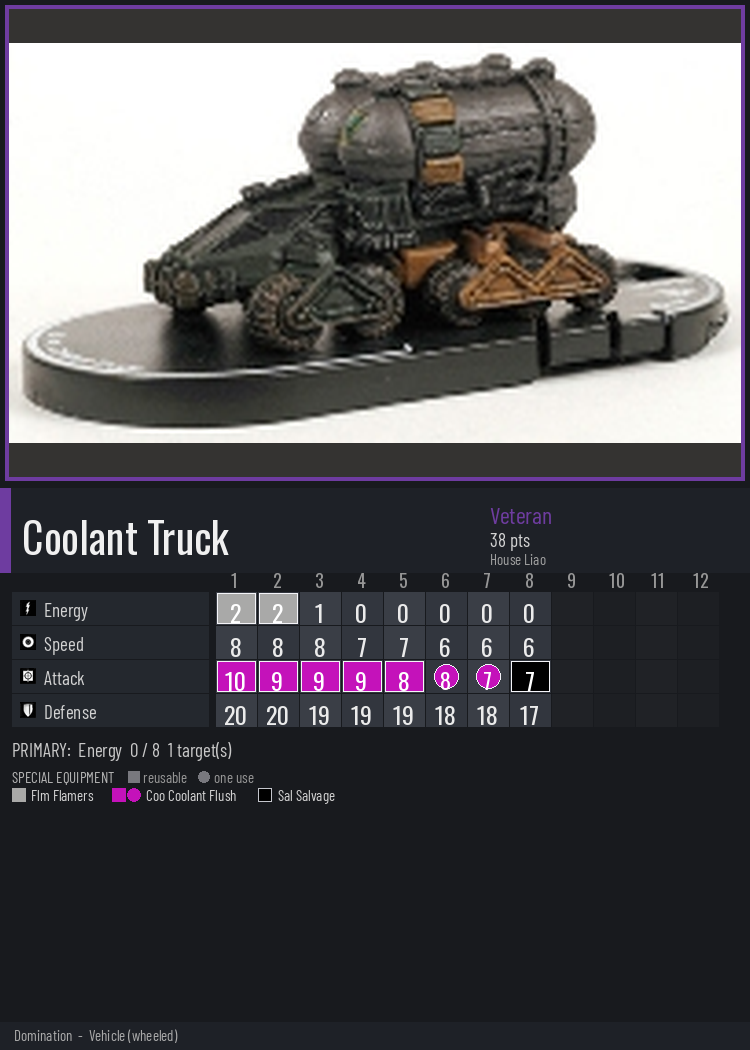 Coolant Truck
Veteran
38 pts
House Liao
1 2 3 4 5 6 7 8 9 10 11 12
Energy 2 2 1 0 0 0 0 0
Speed 8 8 8 7 7 6 6 6
Attack 10 9 9 9 8 8 7 7
Defense 20 20 19 19 19 18 18 17
PRIMARY: Energy 0 / 8 1 target(s)
SPECIAL EQUIPMENT reusable one use
Flm Flamers Coo Coolant Flush Sal Salvage
Domination - Vehicle (wheeled)